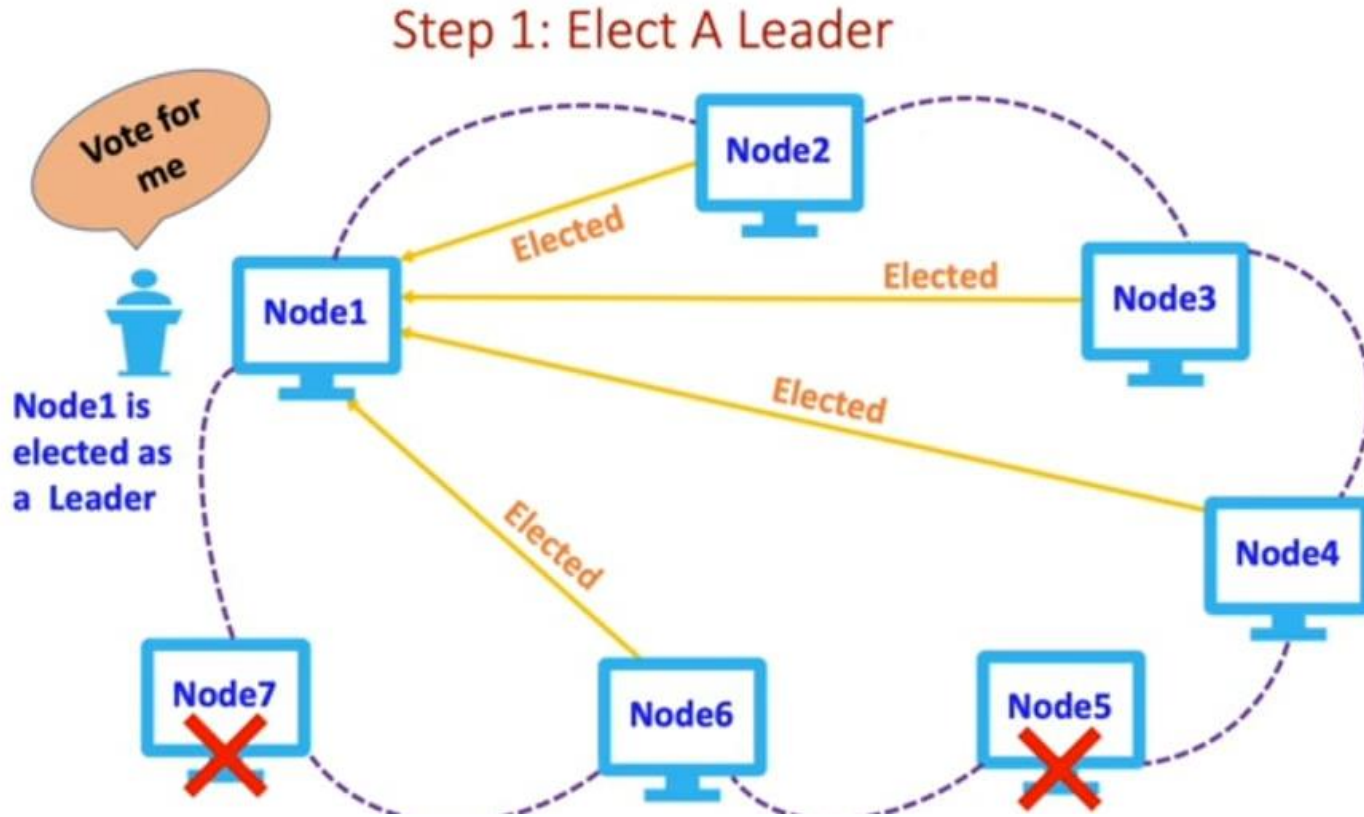 Step 1: Elect A Leader
Vote for
me
Node2
Elected
Elected
Node1
Node3
Elected
Node1 is
elected as
a Leader
Elected
Node4
Node7
Node6
Node5